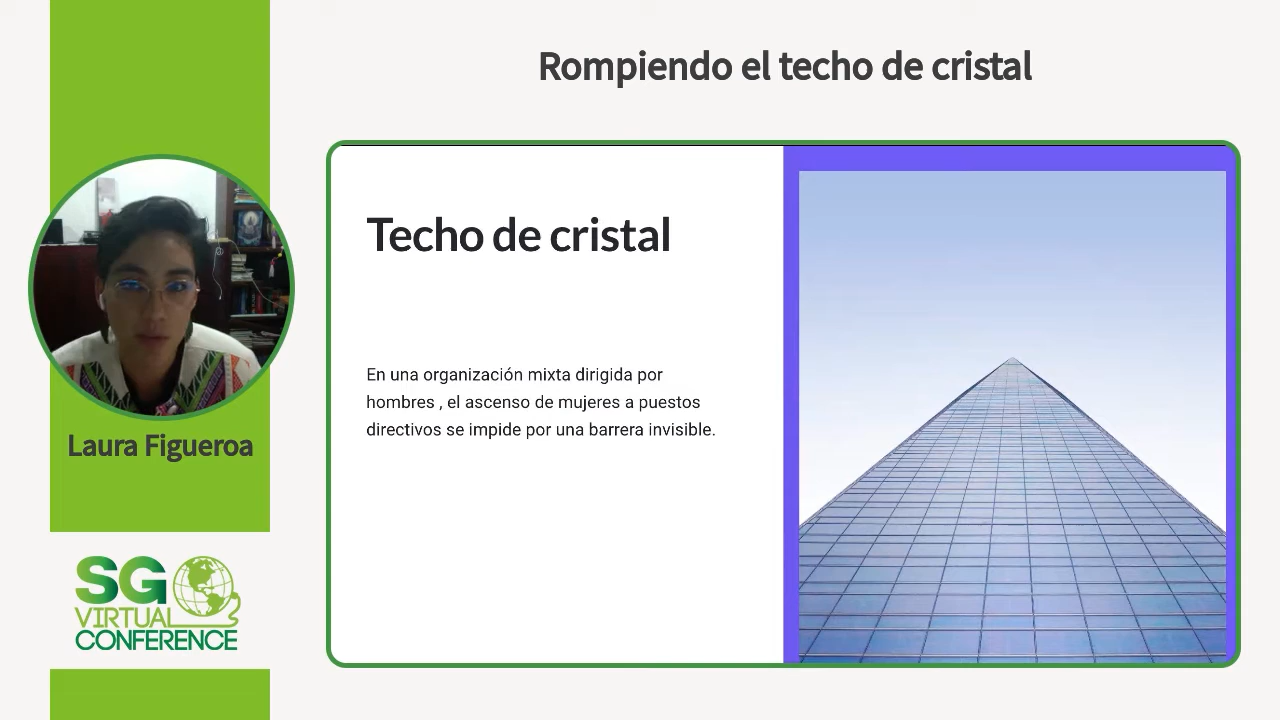 Rompiendo el techo de cristal
Techo de cristal
En una organización mixta dirigida por
hombres , el ascenso de mujeres a puestos
directivos se impide por una barrera invisible.
Laura Figueroa
SG
VIRTUAL
CONFERENCE